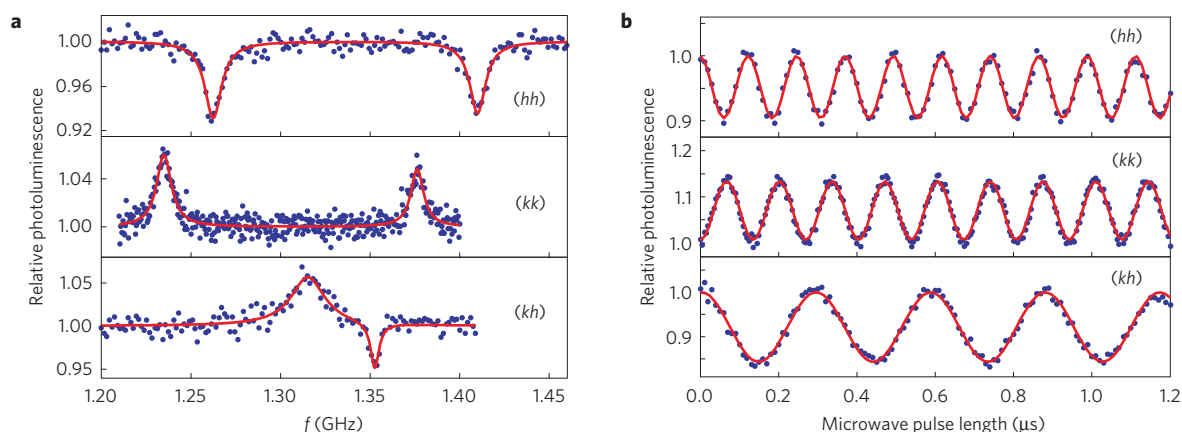 a
Relative photoluminescence
1.00
0.96
0.92
(hh)
1.04
1.00
(kk)
1.05
1.00
0.95
(kh)
1.20 1.25 1.30 1.35 1.40 1.45
f (GHz)
b
Relative photoluminescence
1.0
0.9
(hh)
1.2
1.1
1.0
(kk)
1.0
0.9
(kh)
0.0 0.2 0.4 0.6 0.8 1.0 1.2
Microwave pulse length (μs)